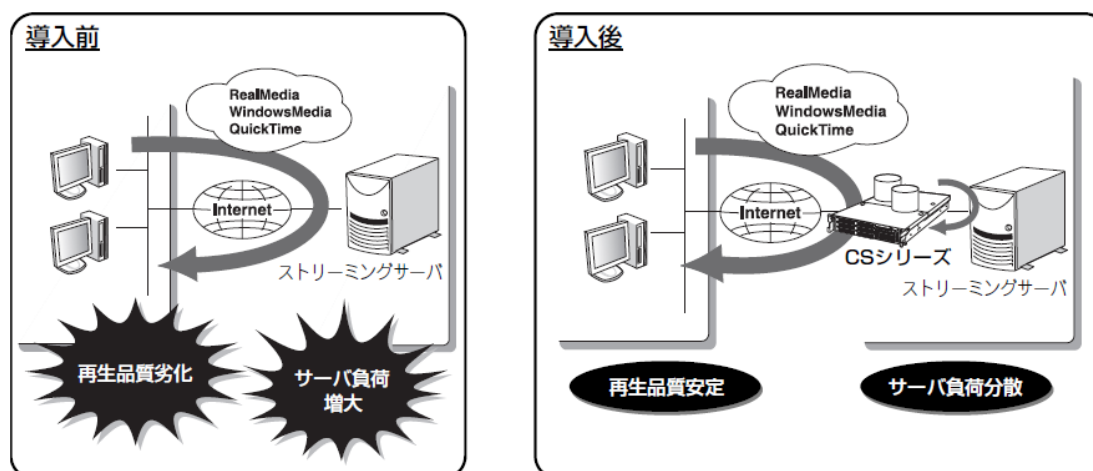 導入前
RealMedia
WindowsMedia
QuickTime
Internet
ストリーミングサーバ
再生品質劣化
サーバ負荷
増大
導入後
RealMedia
WindowsMedia
QuickTime
Internet
CSシリーズ
ストリーミングサーバ
再生品質安定
サーバ負荷分散